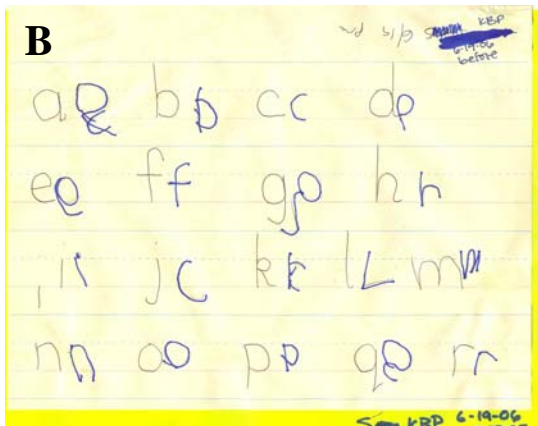 B
KBP
6-19-06
before
a b b c c d
e e f f g h h
i i j k k l L m m
n n o o p p q r r
KBP 6-19-06